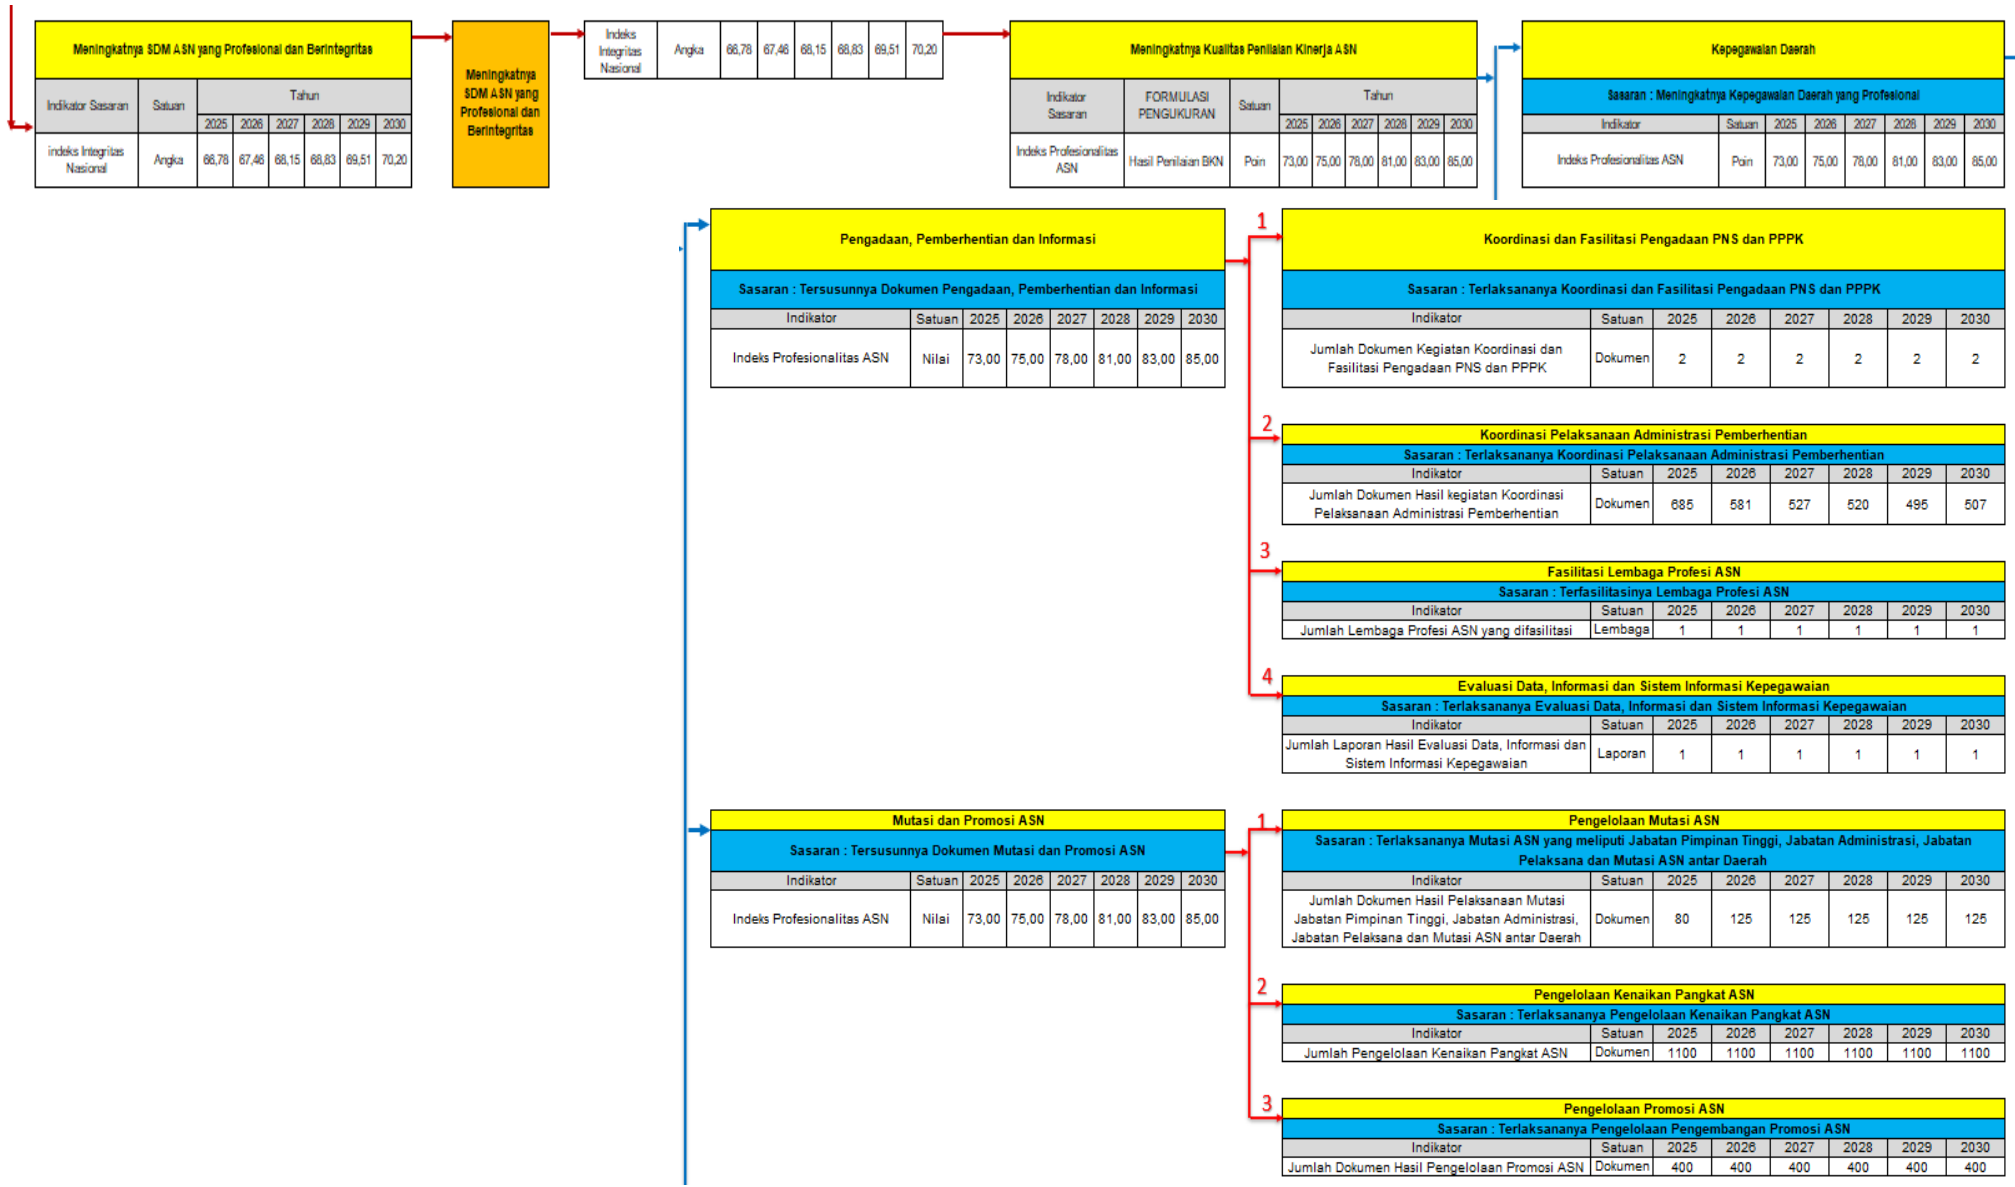 Meningkatnya SDM ASN yang Profesional dan Berintegritas
Indikator Sasaran Satuan Tahun
2025 2026 2027 2028 2029 2030
indeks Integritas Nasional Angka 66,78 67,46 68,15 68,83 69,51 70,20
Meningkatnya
SDM ASN yang
Profesional dan
Berintegritas
Indeks Integritas Nasional Angka 66,78 67,46 68,15 68,83 69,51 70,20
Meningkatnya Kualitas Penilaian Kinerja ASN
Indikator Sasaran FORMULASI PENGUKURAN Satuan Tahun
2025 2026 2027 2028 2029 2030
Indeks Profesionalitas ASN Hasil Penilaian BKN Poin 73,00 75,00 78,00 81,00 83,00 85,00
Kepegawaian Daerah
Sasaran : Meningkatnya Kepegawaian Daerah yang Profesional
Indikator Satuan 2025 2026 2027 2028 2029 2030
Indeks Profesionalitas ASN Poin 73,00 75,00 78,00 81,00 83,00 85,00
Pengadaan, Pemberhentian dan Informasi
Sasaran : Tersusunnya Dokumen Pengadaan, Pemberhentian dan Informasi
Indikator Satuan 2025 2026 2027 2028 2029 2030
Indeks Profesionalitas ASN Nilai 73,00 75,00 78,00 81,00 83,00 85,00
1
Koordinasi dan Fasilitasi Pengadaan PNS dan PPPK
Sasaran : Terlaksananya Koordinasi dan Fasilitasi Pengadaan PNS dan PPPK
Indikator Satuan 2025 2026 2027 2028 2029 2030
Jumlah Dokumen Kegiatan Koordinasi dan
Fasilitasi Pengadaan PNS dan PPPK Dokumen 2 2 2 2 2 2
2
Koordinasi Pelaksanaan Administrasi Pemberhentian
Sasaran : Terlaksananya Koordinasi Pelaksanaan Administrasi Pemberhentian
Indikator Satuan 2025 2026 2027 2028 2029 2030
Jumlah Dokumen Hasil kegiatan Koordinasi
Pelaksanaan Administrasi Pemberhentian Dokumen 685 581 527 520 495 507
3
Fasilitasi Lembaga Profesi ASN
Sasaran : Terfasilitasinya Lembaga Profesi ASN
Indikator Satuan 2025 2026 2027 2028 2029 2030
Jumlah Lembaga Profesi ASN yang difasilitasi Lembaga 1 1 1 1 1 1
4
Evaluasi Data, Informasi dan Sistem Informasi Kepegawaian
Sasaran : Terlaksananya Evaluasi Data, Informasi dan Sistem Informasi Kepegawaian
Indikator Satuan 2025 2026 2027 2028 2029 2030
Jumlah Laporan Hasil Evaluasi Data, Informasi dan
Sistem Informasi Kepegawaian Laporan 1 1 1 1 1 1
Mutasi dan Promosi ASN
Sasaran : Tersusunnya Dokumen Mutasi dan Promosi ASN
Indikator Satuan 2025 2026 2027 2028 2029 2030
Indeks Profesionalitas ASN Nilai 73,00 75,00 78,00 81,00 83,00 85,00
1
Pengelolaan Mutasi ASN
Sasaran : Terlaksananya Mutasi ASN yang meliputi Jabatan Pimpinan Tinggi, Jabatan Administrasi, Jabatan
Pelaksana dan Mutasi ASN antar Daerah
Indikator Satuan 2025 2026 2027 2028 2029 2030
Jumlah Dokumen Hasil Pelaksanaan Mutasi
Jabatan Pimpinan Tinggi, Jabatan Administrasi,
Jabatan Pelaksana dan Mutasi ASN antar Daerah Dokumen 80 125 125 125 125 125
2
Pengelolaan Kenaikan Pangkat ASN
Sasaran : Terlaksananya Pengelolaan Kenaikan Pangkat ASN
Indikator Satuan 2025 2026 2027 2028 2029 2030
Jumlah Pengelolaan Kenaikan Pangkat ASN Dokumen 1100 1100 1100 1100 1100 1100
3
Pengelolaan Promosi ASN
Sasaran : Terlaksananya Pengelolaan Pengembangan Promosi ASN
Indikator Satuan 2025 2026 2027 2028 2029 2030
Jumlah Dokumen Hasil Pengelolaan Promosi ASN Dokumen 400 400 400 400 400 400